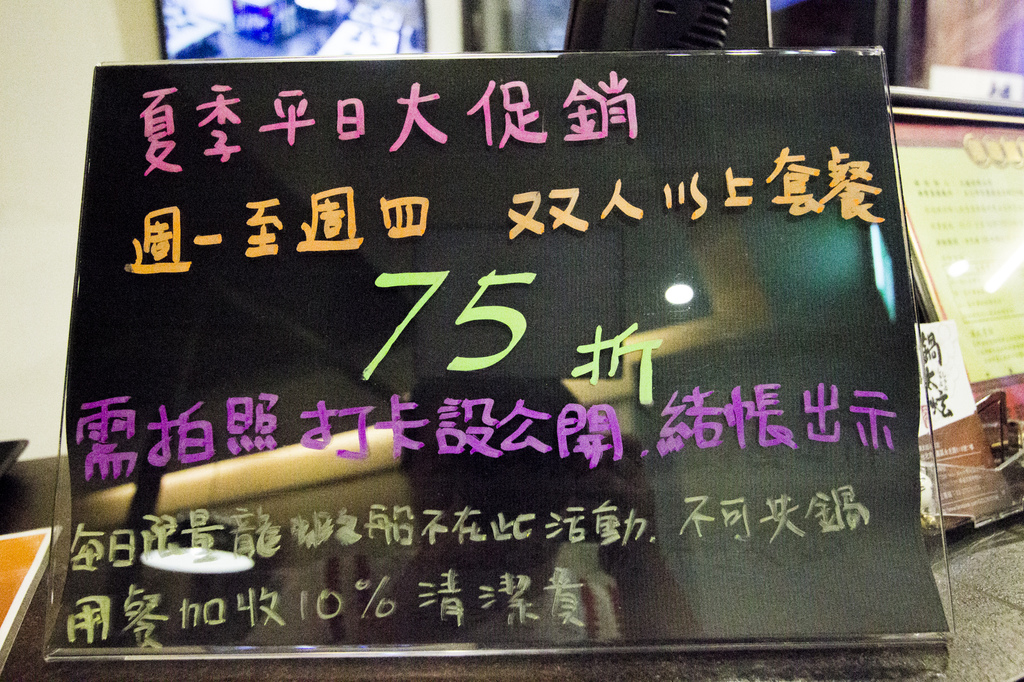 夏季平日大促銷
週一至週四 双人以上套餐
75折
需拍照打卡設公開.結帳出示
每日限量龍蝦船不在此活動.不可共鍋
用餐加收10%清潔費